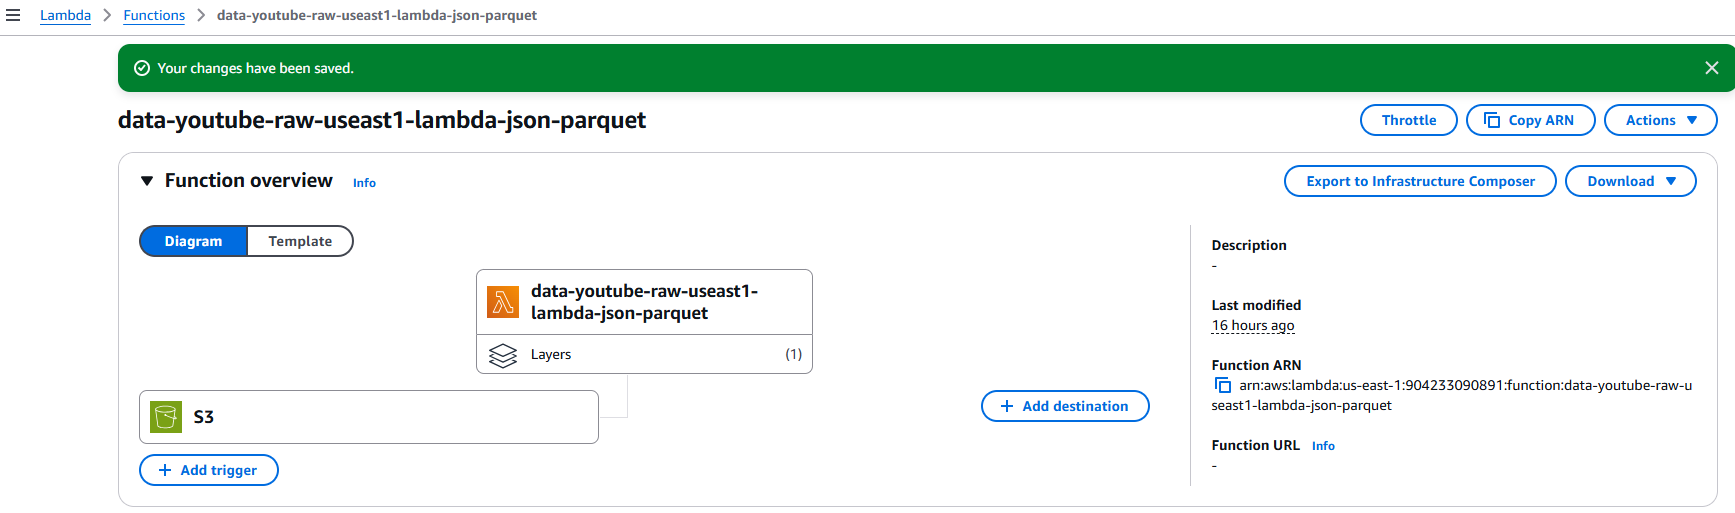 Lambda
Functions
data-youtube-raw-useast1-lambda-json-parquet
Your changes have been saved.
data-youtube-raw-useast1-lambda-json-parquet
Throttle
Copy ARN
Actions
Function overview
Info
Export to Infrastructure Composer
Download
Diagram
Template
data-youtube-raw-useast1-
lambda-json-parquet
Layers
(1)
S3
Add trigger
Add destination
Description
-
Last modified
16 hours ago
Function ARN
arn:aws:lambda:us-east-1:904233090891:function:data-youtube-raw-u
seast1-lambda-json-parquet
Function URL
Info
-